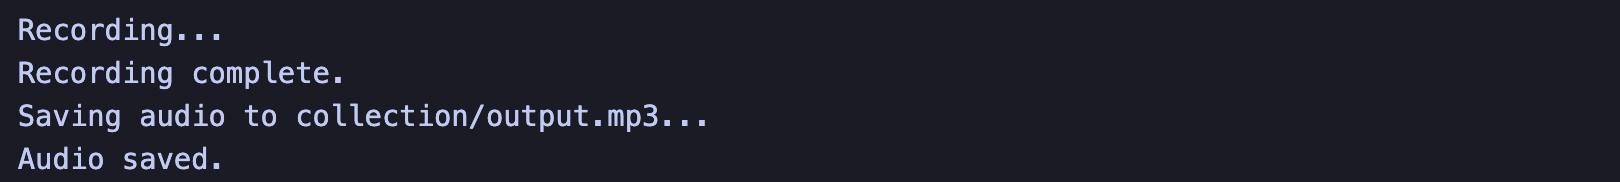 Recording...
Recording complete.
Saving audio to collection/output.mp3...
Audio saved.